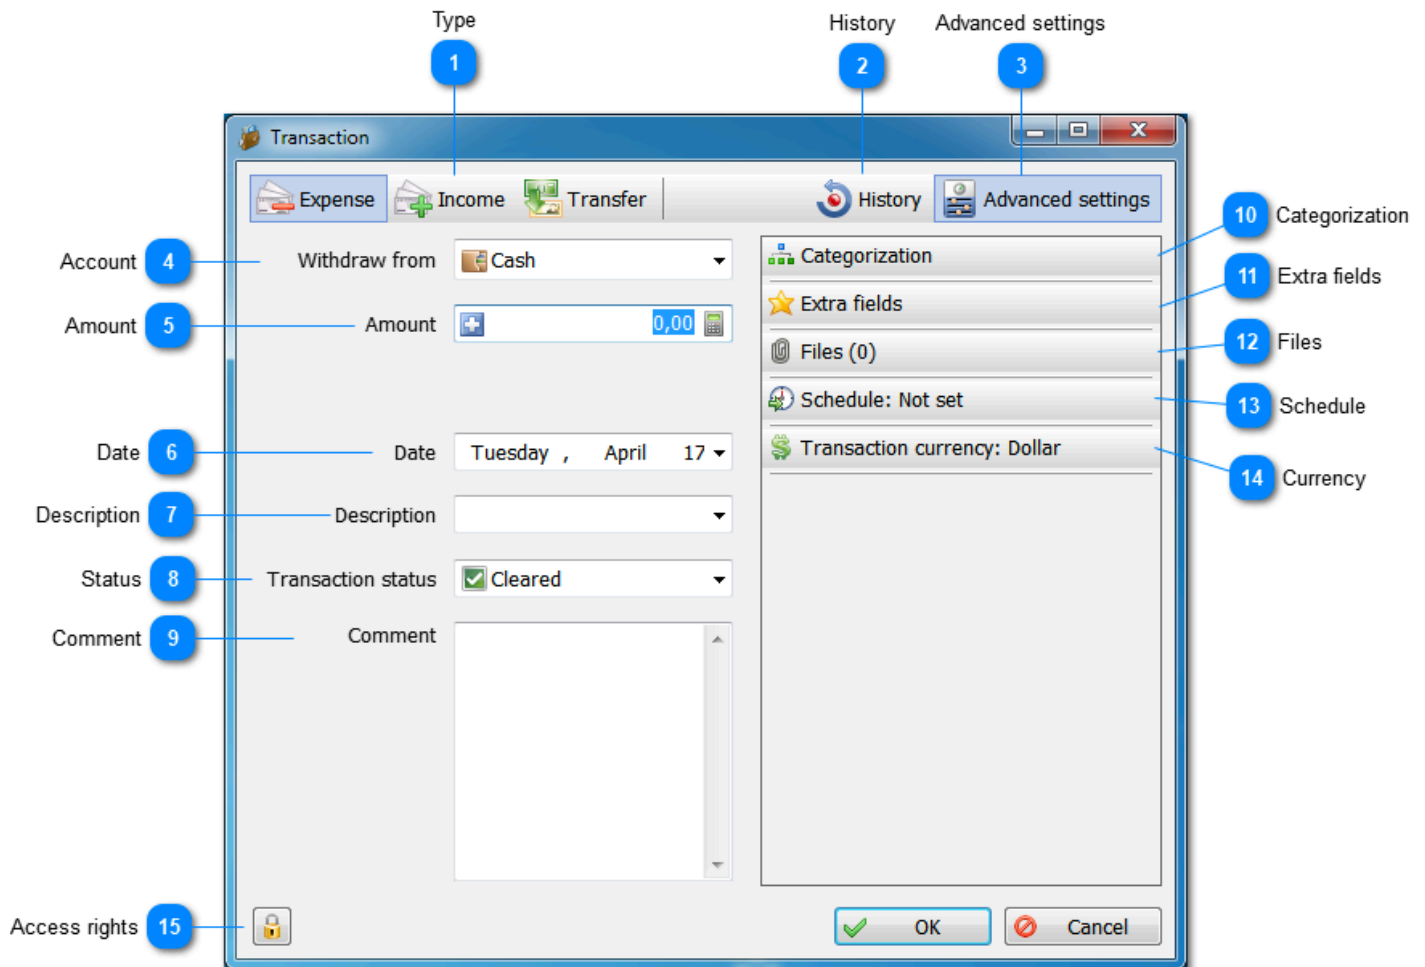 Type
History
Advanced settings
1
2
3
Transaction
Expense
Income
Transfer
History
Advanced settings
10 Categorization
Account 4
Withdraw from
Cash
Categorization
11 Extra fields
Extra fields
Amount 5
Amount
0,00
12 Files
Files (0)
Schedule: Not set
13 Schedule
Date 6
Date
Tuesday , April 17
Transaction currency: Dollar
14 Currency
Description 7
Description
Status 8
Transaction status
Cleared
Comment 9
Comment
Access rights 15
OK
Cancel